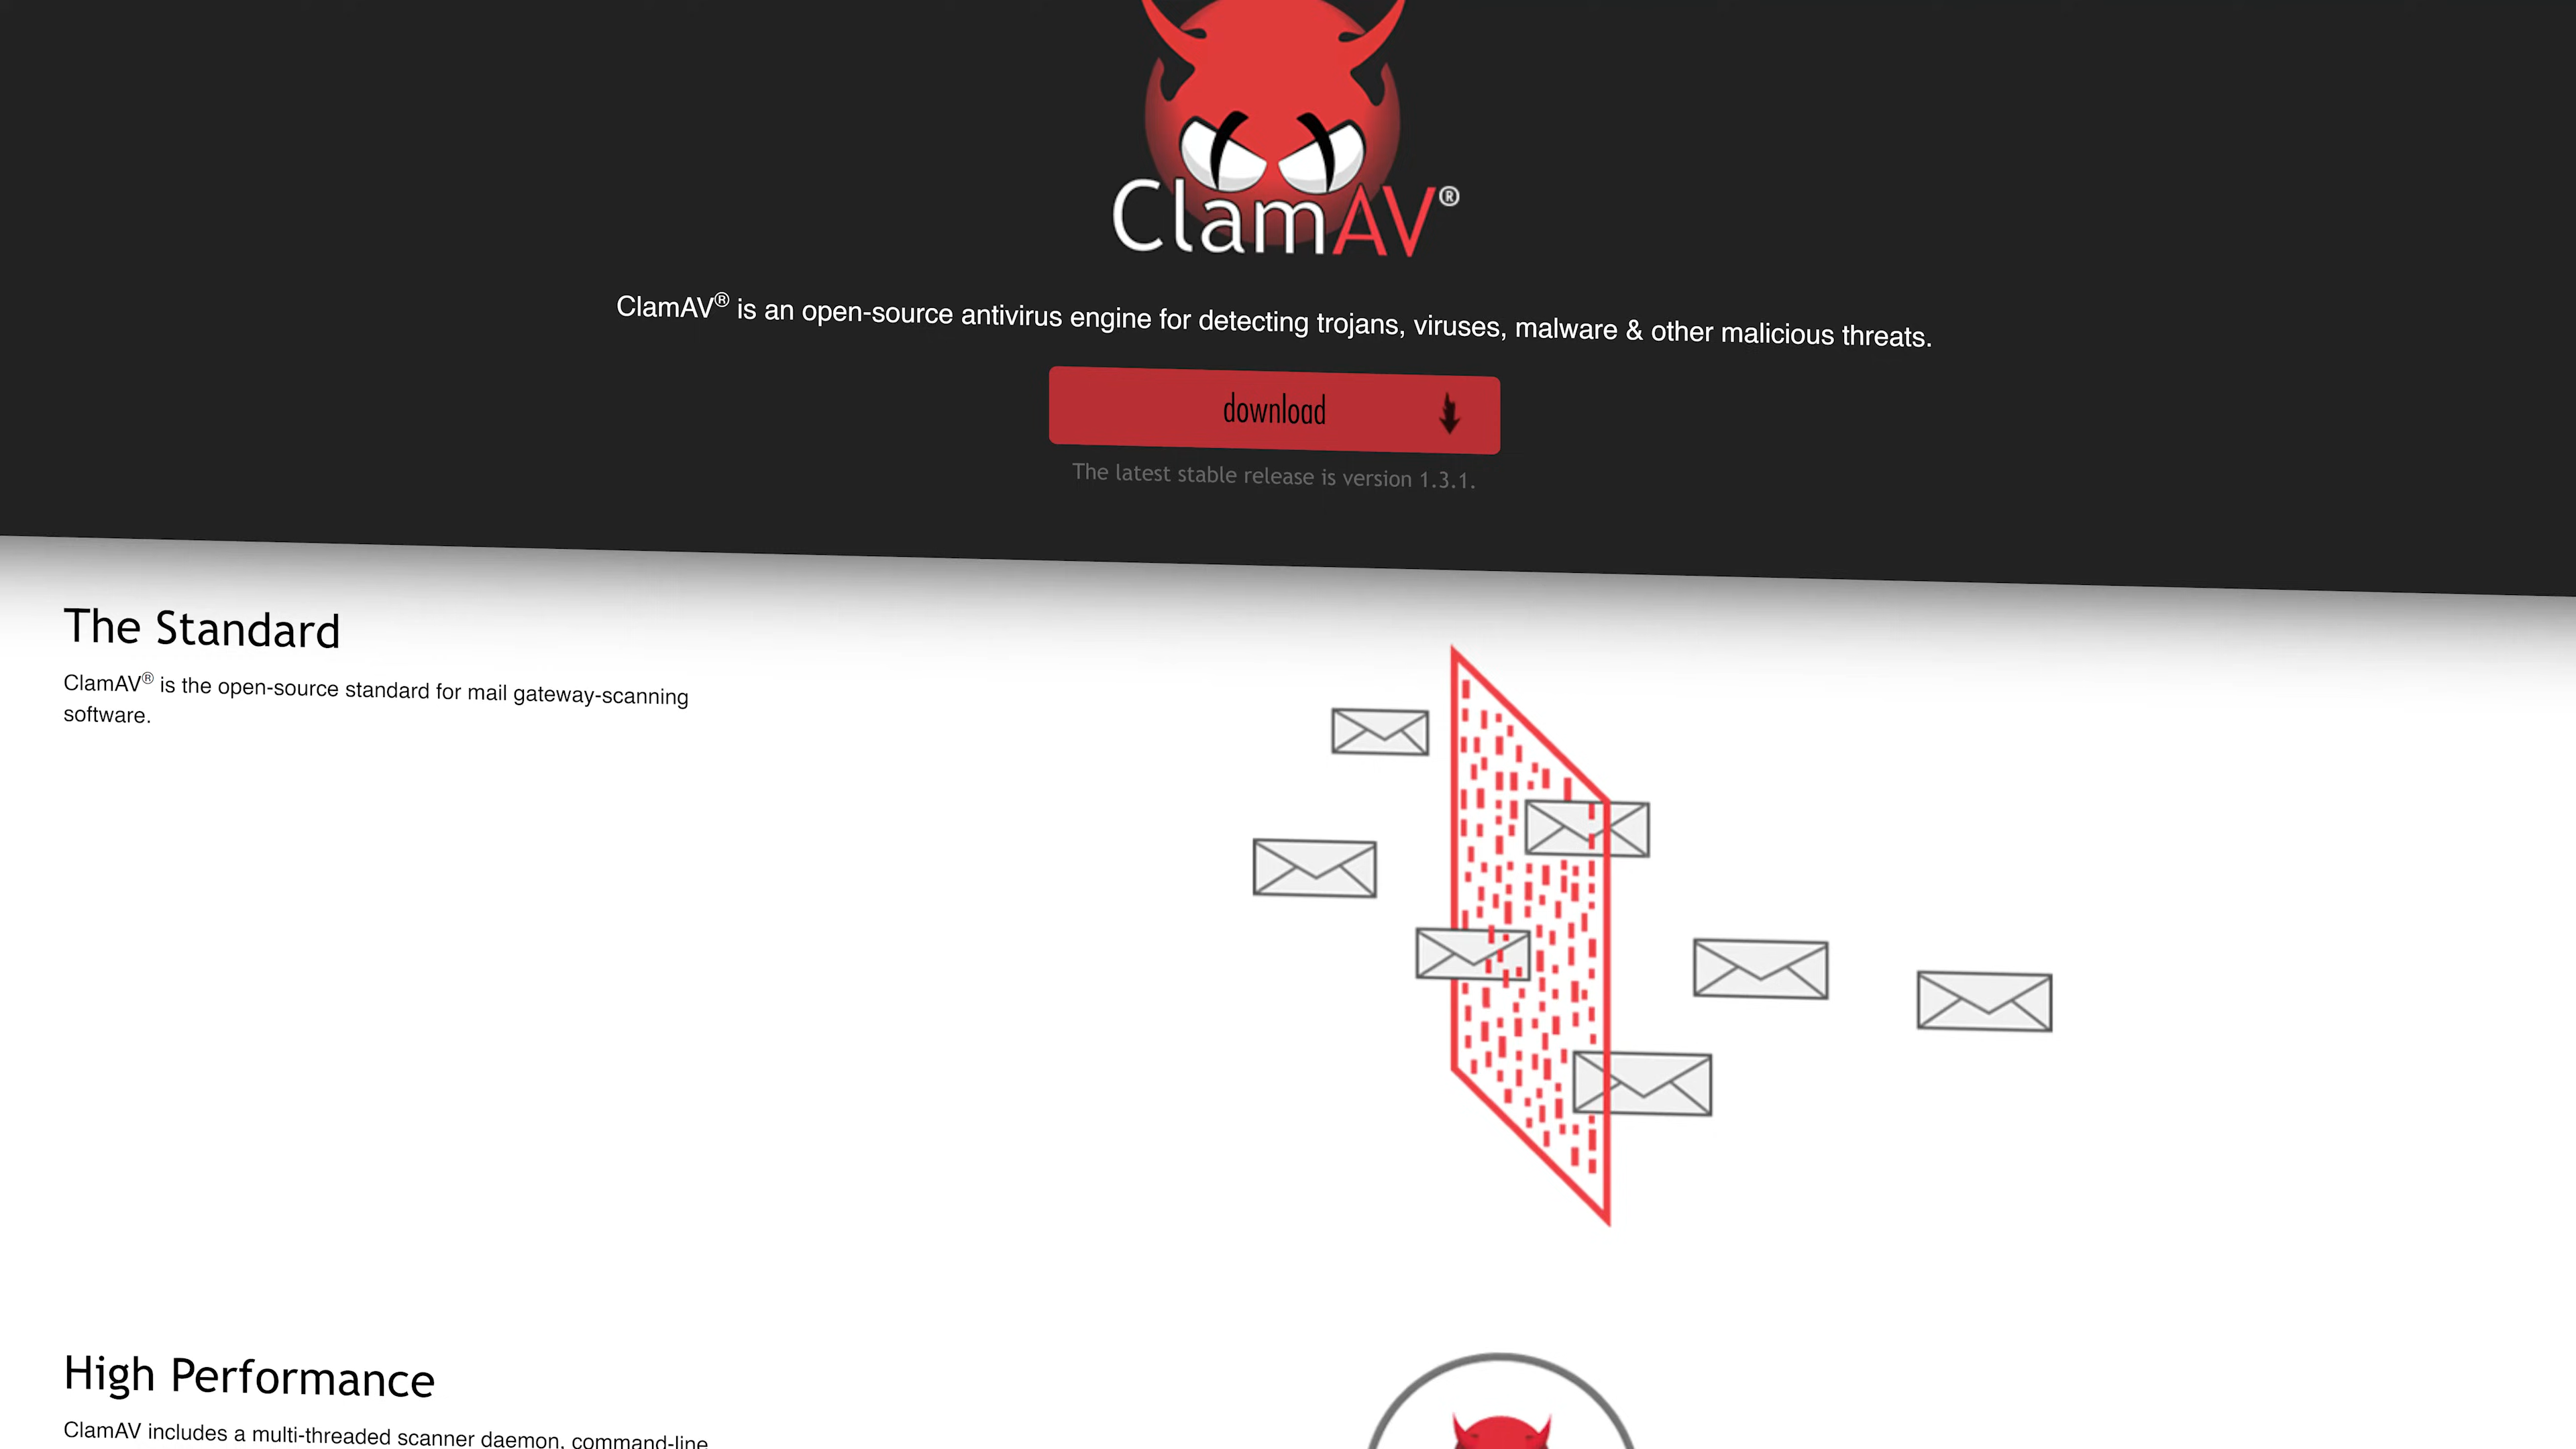 ClamAV®
ClamAV® is an open-source antivirus engine for detecting trojans, viruses, malware & other malicious threats.
download
The latest stable release is version 1.3.1.
The Standard
ClamAV® is the open-source standard for mail gateway-scanning
software.
High Performance
ClamAV includes a multi-threaded scanner daemon, command-line